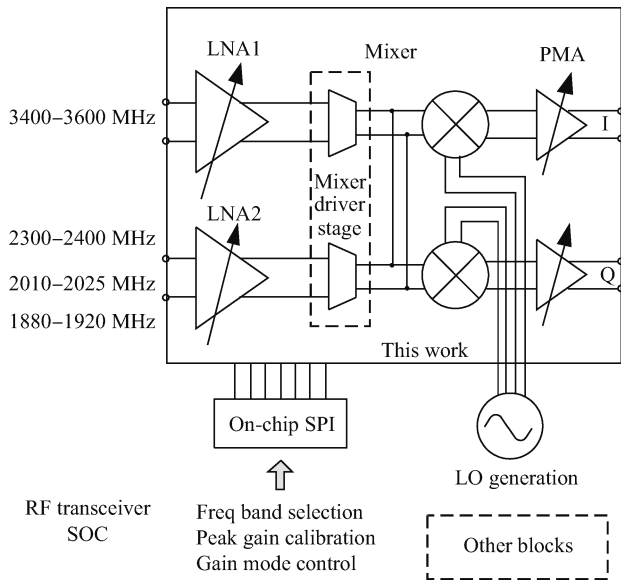 LNA1
Mixer
PMA
3400–3600 MHz
I
Mixer
driver
stage
LNA2
2300–2400 MHz
2010–2025 MHz
1880–1920 MHz
Q
This work
On-chip SPI
LO generation
RF transceiver
SOC
Freq band selection
Peak gain calibration
Gain mode control
Other blocks